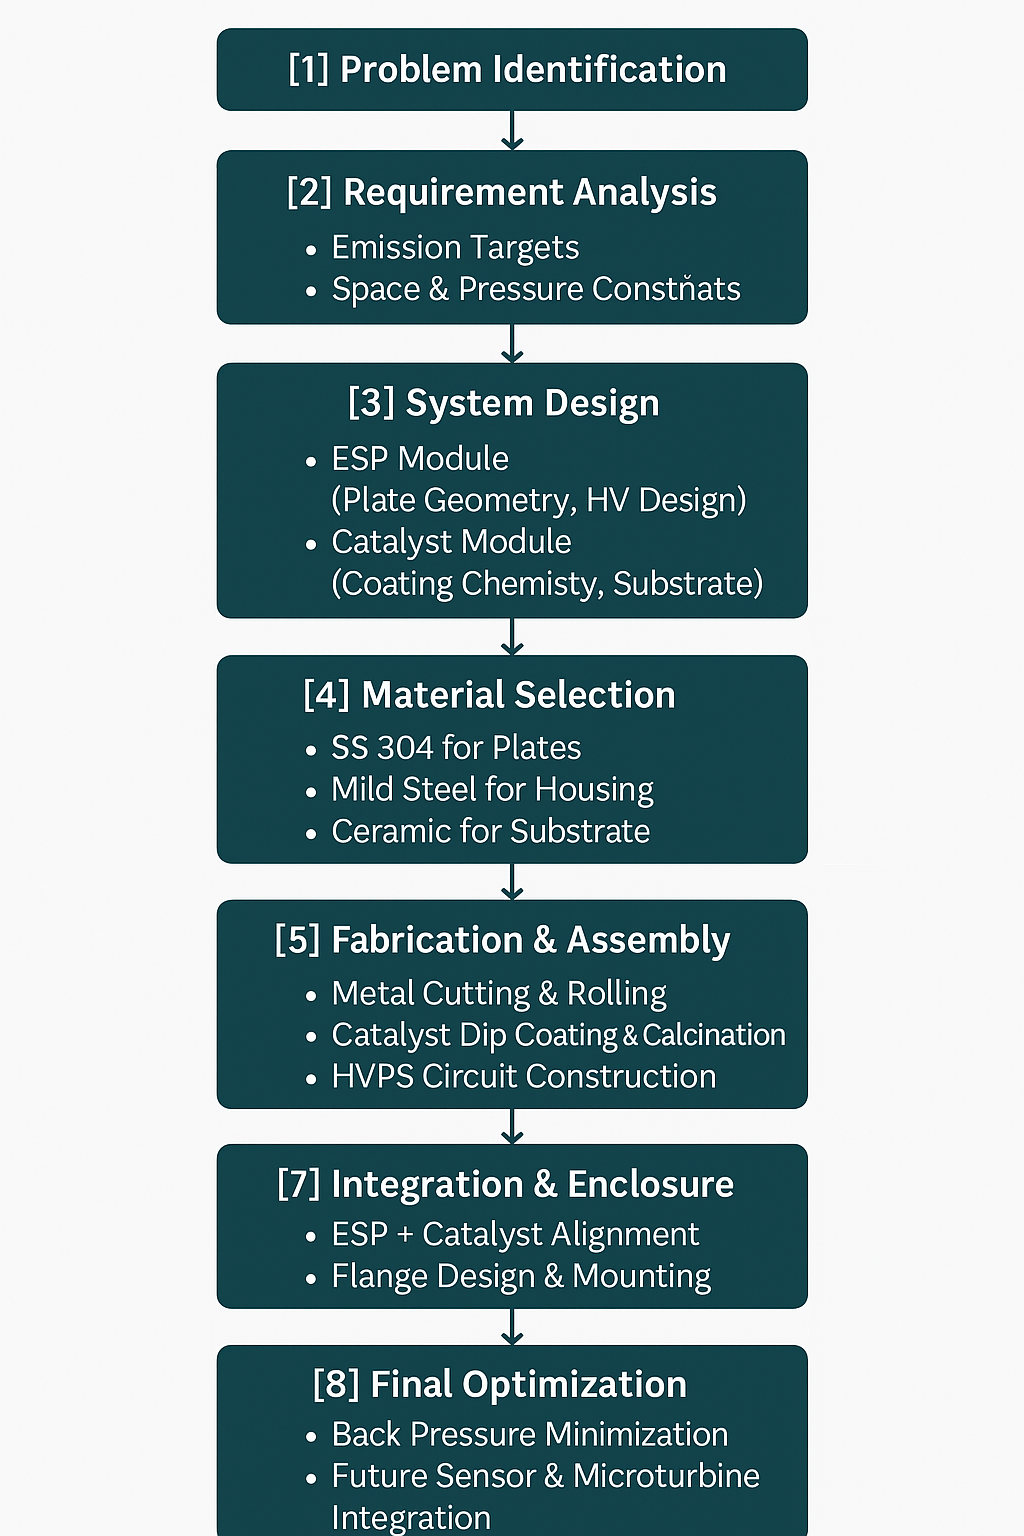 [1] Problem Identification
[2] Requirement Analysis
• Emission Targets
• Space & Pressure Constňats
[3] System Design
• ESP Module
(Plate Geometry, HV Design)
• Catalyst Module
(Coating Chemisty, Substrate)
[4] Material Selection
• SS 304 for Plates
• Mild Steel for Housing
• Ceramic for Substrate
[5] Fabrication & Assembly
• Metal Cutting & Rolling
• Catalyst Dip Coating & Calcination
• HVPS Circuit Construction
[7] Integration & Enclosure
• ESP + Catalyst Alignment
• Flange Design & Mounting
[8] Final Optimization
• Back Pressure Minimization
• Future Sensor & Microturbine
Integration